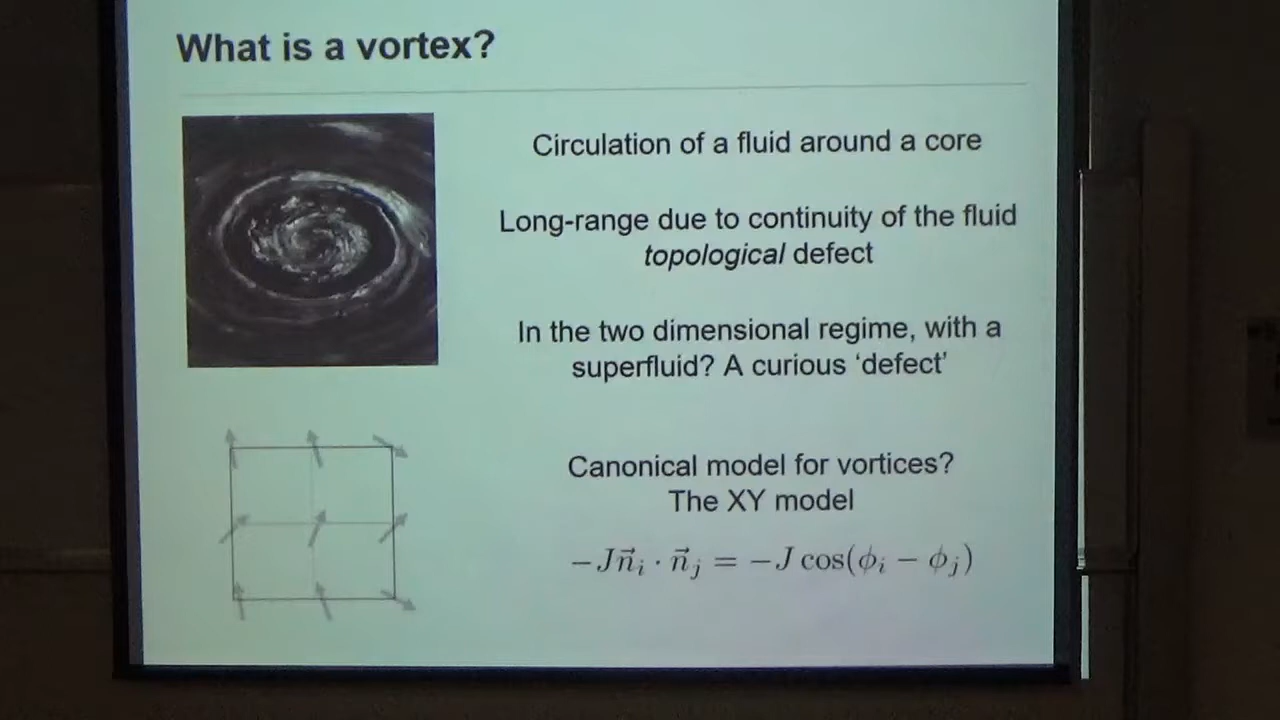 What is a vortex?
Circulation of a fluid around a core
Long-range due to continuity of the fluid
topological defect
In the two dimensional regime, with a
superfluid? A curious ‘defect’
Canonical model for vortices?
The XY model
$-J\vec{n}_i \cdot \vec{n}_j = -J\cos(\phi_i - \phi_j)$